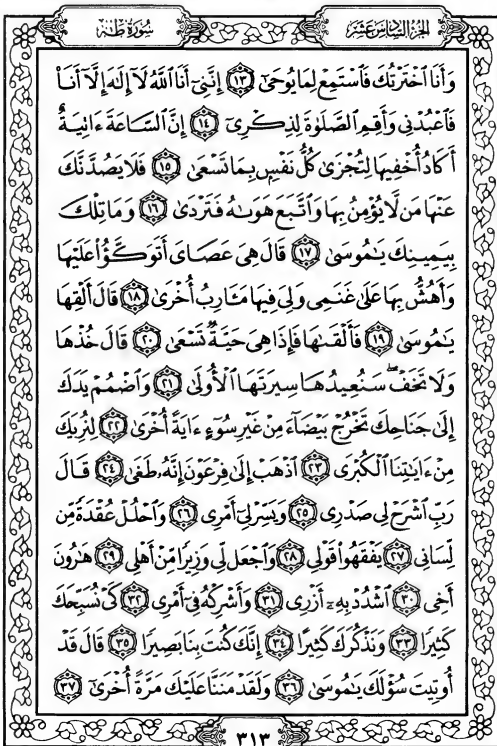 الجزء السادس عشر
سورة طه
وَأَنَا ٱخْتَرْتُكَ فَٱسْتَمِعْ لِمَا يُوحَىٰٓ ١٣ إِنَّنِىٓ أَنَا ٱللَّهُ لَآ إِلَٰهَ إِلَّآ أَنَا۠
فَٱعْبُدْنِى وَأَقِمِ ٱلصَّلَوٰةَ لِذِكْرِىٓ ١٤ إِنَّ ٱلسَّاعَةَ ءَاتِيَةٌ
أَكَادُ أُخْفِيهَا لِتُجْزَىٰ كُلُّ نَفْسٍۭ بِمَا تَسْعَىٰ ١٥ فَلَا يَصُدَّنَّكَ
عَنْهَا مَن لَّا يُؤْمِنُ بِهَا وَٱتَّبَعَ هَوَىٰهُ فَتَرْدَىٰ ١٦ وَمَا تِلْكَ
بِيَمِينِكَ يَٰمُوسَىٰ ١٧ قَالَ هِىَ عَصَاىَ أَتَوَكَّؤُا۟ عَلَيْهَا
وَأَهُشُّ بِهَا عَلَىٰ غَنَمِى وَلِىَ فِيهَا مَـَٔارِبُ أُخْرَىٰ ١٨ قَالَ أَلْقِهَا
يَٰمُوسَىٰ ١٩ فَأَلْقَىٰهَا فَإِذَا هِىَ حَيَّةٌ تَسْعَىٰ ٢٠ قَالَ خُذْهَا
وَلَا تَخَفْ سَنُعِيدُهَا سِيرَتَهَا ٱلْأُولَىٰ ٢١ وَٱضْمُمْ يَدَكَ
إِلَىٰ جَنَاحِكَ تَخْرُجْ بَيْضَآءَ مِنْ غَيْرِ سُوٓءٍ ءَايَةً أُخْرَىٰ ٢٢ لِنُرِيَكَ
مِنْ ءَايَٰتِنَا ٱلْكُبْرَى ٢٣ ٱذْهَبْ إِلَىٰ فِرْعَوْنَ إِنَّهُۥ طَغَىٰ ٢٤ قَالَ
رَبِّ ٱشْرَحْ لِى صَدْرِى ٢٥ وَيَسِّرْ لِىٓ أَمْرِى ٢٦ وَٱحْلُلْ عُقْدَةً مِّن
لِّسَانِى ٢٧ يَفْقَهُوا۟ قَوْلِى ٢٨ وَٱجْعَل لِّى وَزِيرًا مِّنْ أَهْلِى ٢٩ هَٰرُونَ
أَخِى ٣٠ ٱشْدُدْ بِهِۦٓ أَزْرِى ٣١ وَأَشْرِكْهُ فِىٓ أَمْرِى ٣٢ كَىْ نُسَبِّحَكَ
كَثِيرًا ٣٣ وَنَذْكُرَكَ كَثِيرًا ٣٤ إِنَّكَ كُنتَ بِنَا بَصِيرًا ٣٥ قَالَ قَدْ
أُوتِيتَ سُؤْلَكَ يَٰمُوسَىٰ ٣٦ وَلَقَدْ مَنَنَّا عَلَيْكَ مَرَّةً أُخْرَىٰٓ ٣٧
٣١٣